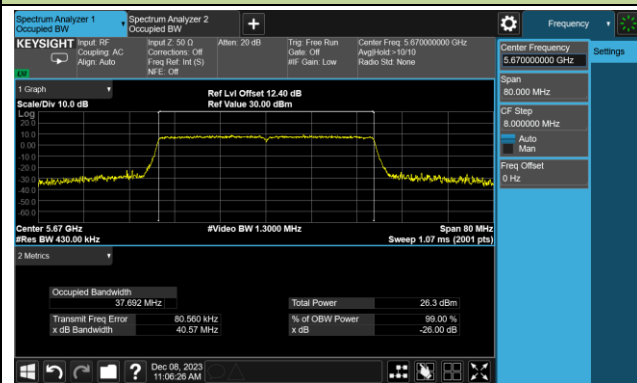 Spectrum Analyzer 1
Occupied BW
Spectrum Analyzer 2
Occupied BW
Frequency
KEYSIGHT
Input: RF
Coupling: AC
Align: Auto
Input Z: 50 Ω
Corrections: Off
Freq Ref: Int (S)
NFE: Off
Atten: 20 dB
Trig: Free Run
Gate: Off
#IF Gain: Low
Center Freq: 5.670000000 GHz
Avg|Hold:>10/10
Radio Std: None
Center Frequency
5.670000000 GHz
Settings
Span
80.000 MHz
CF Step
8.000000 MHz
Auto
Man
Freq Offset
0 Hz
1 Graph
Scale/Div 10.0 dB
Ref Lvl Offset 12.40 dB
Ref Value 30.00 dBm
Log
20.0
10.0
0.00
-10.0
-20.0
-30.0
-40.0
-50.0
-60.0
Center 5.67 GHz
#Res BW 430.00 kHz
#Video BW 1.3000 MHz
Span 80 MHz
Sweep 1.07 ms (2001 pts)
2 Metrics
Occupied Bandwidth
37.692 MHz
Transmit Freq Error 80.560 kHz
x dB Bandwidth 40.57 MHz
Total Power 26.3 dBm
% of OBW Power 99.00 %
x dB -26.00 dB
?
Dec 08, 2023
11:06:26 AM